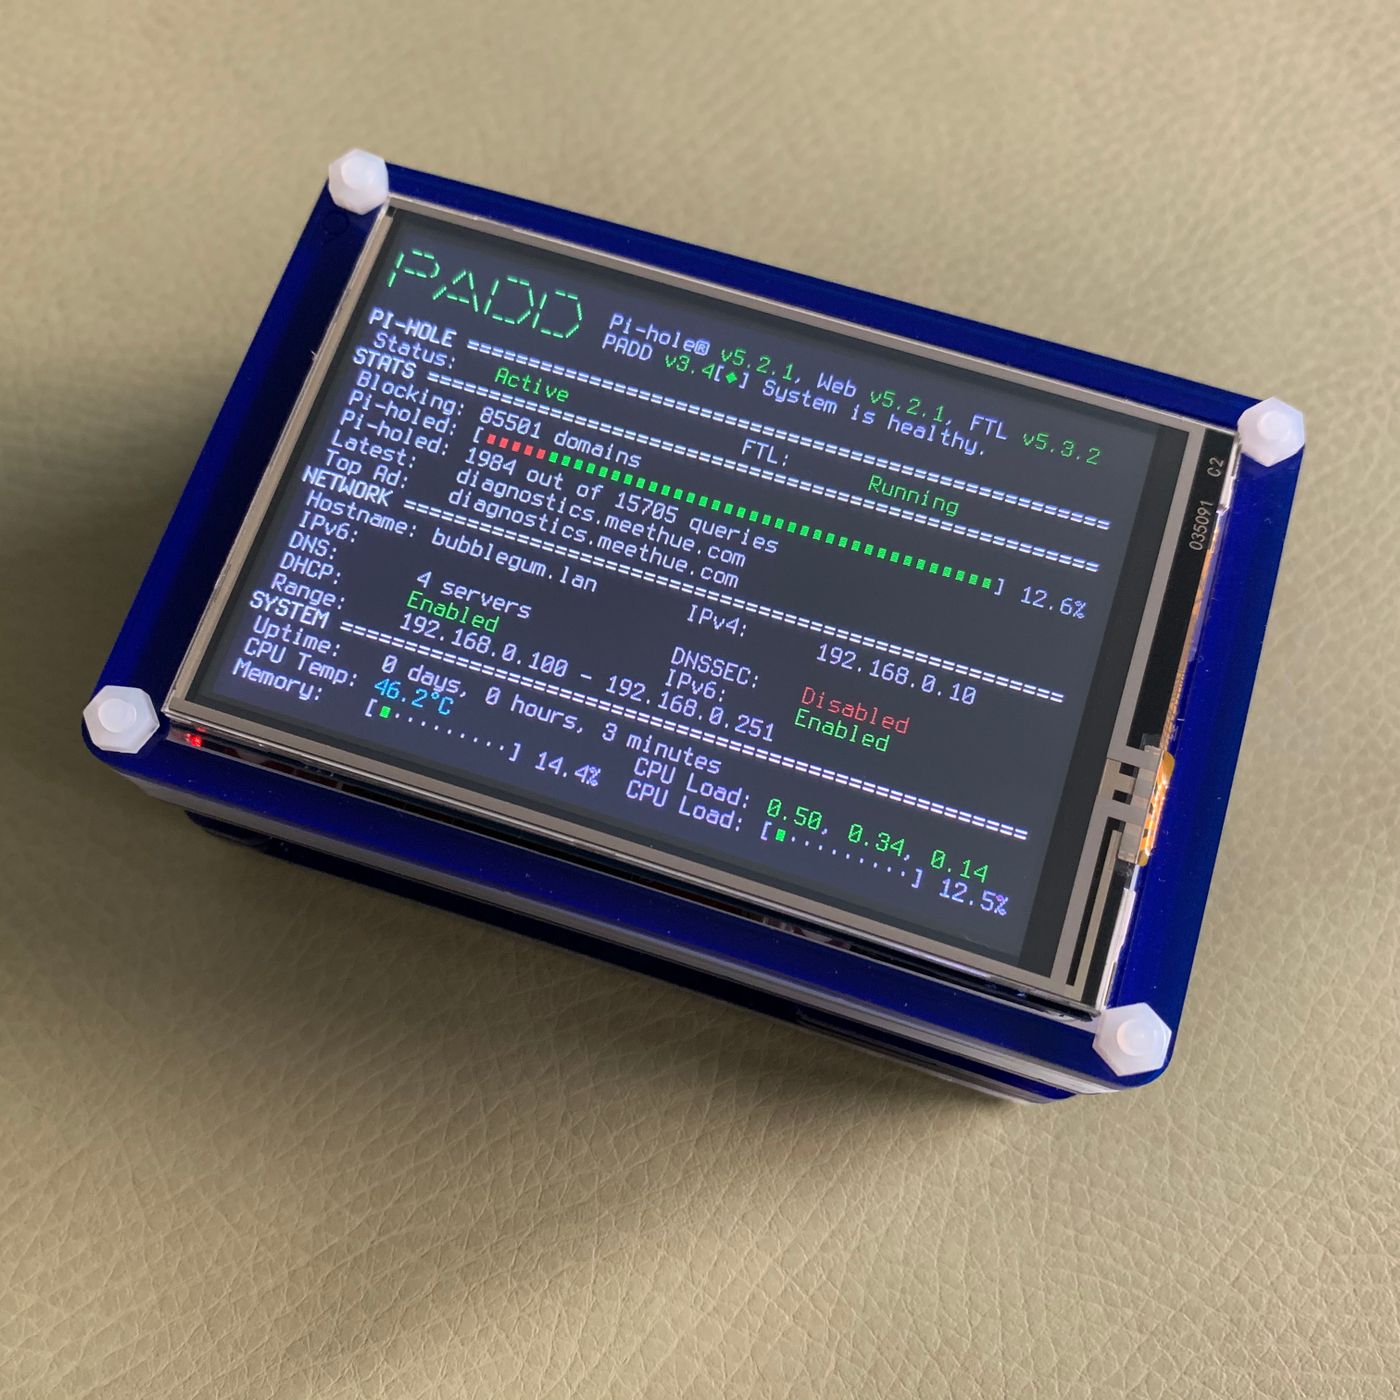 PADD
Pi-hole® v5.2.1, Web v5.2.1, FTL v5.3.2
PADD v3.4[✦] System is healthy.
PI-HOLE ====================================================
Status: Active FTL: Running
STATS ======================================================
Blocking: 85501 domains
Pi-holed: [■■■■■■■■■■■■■■■■■■■■■■■■■■■■■■■■■■■■■■■■] 12.6%
Pi-holed: 1984 out of 15705 queries
Latest: diagnostics.meethue.com
Top Ad: diagnostics.meethue.com
NETWORK ====================================================
Hostname: bubblegum.lan IPv4: 192.168.0.10
IPv6:
DNS: 4 servers DNSSEC: Disabled
DHCP: Enabled IPv6: Enabled
Range: 192.168.0.100 - 192.168.0.251
SYSTEM =====================================================
Uptime: 0 days, 0 hours, 3 minutes
CPU Temp: 46.2°C CPU Load: 0.50, 0.34, 0.14
Memory: [■.........] 14.4% CPU Load: [■.........] 12.5%
035091 C2